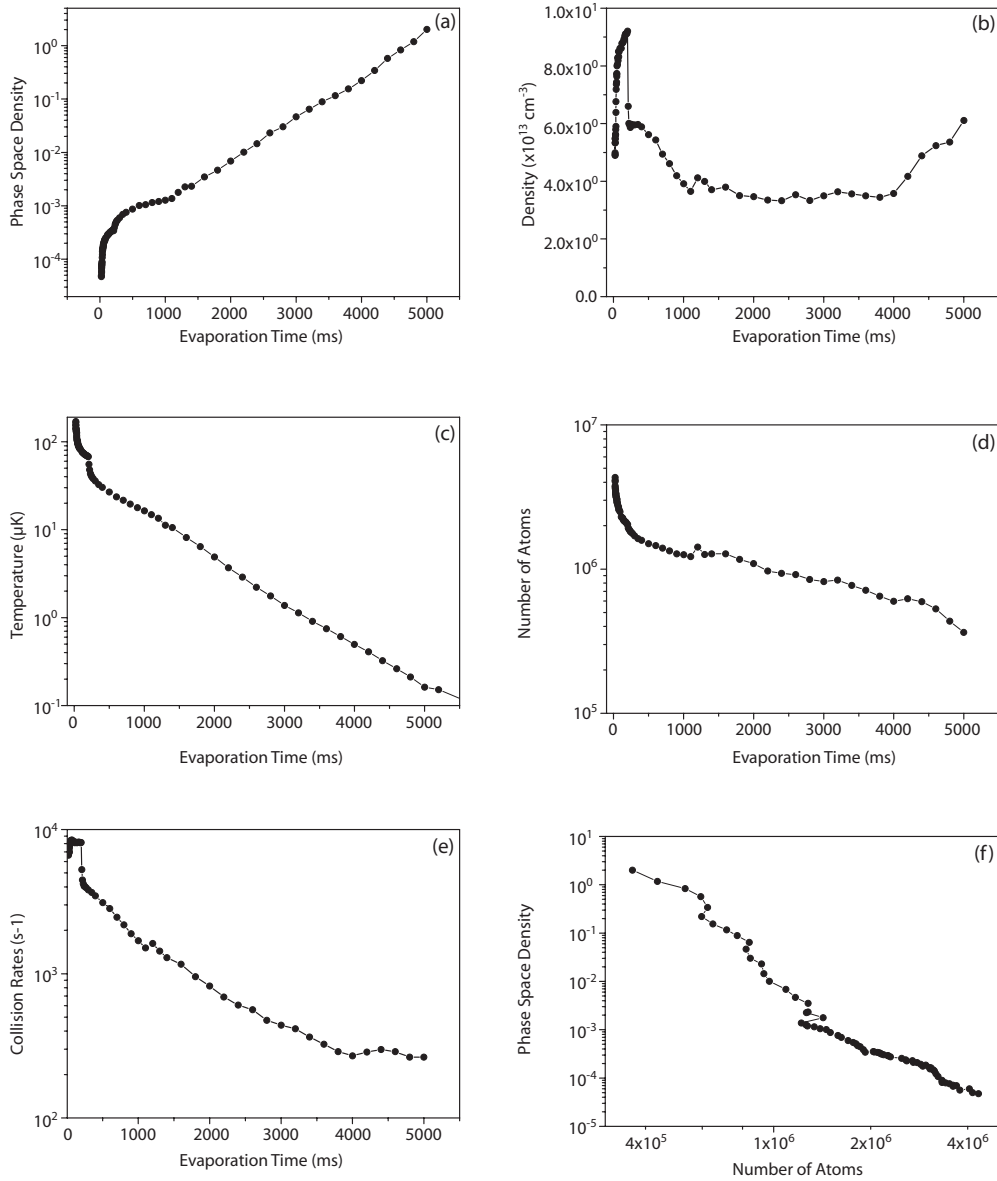 (a)
Phase Space Density
10⁰
10⁻¹
10⁻²
10⁻³
10⁻⁴
0 1000 2000 3000 4000 5000
Evaporation Time (ms)
(b)
Density (x10¹³ cm⁻³)
1.0x10¹
8.0x10⁰
6.0x10⁰
4.0x10⁰
2.0x10⁰
0.0
0 1000 2000 3000 4000 5000
Evaporation Time (ms)
(c)
Temperature (µK)
10²
10¹
10⁰
10⁻¹
0 1000 2000 3000 4000 5000
Evaporation Time (ms)
(d)
Number of Atoms
10⁷
10⁶
10⁵
0 1000 2000 3000 4000 5000
Evaporation Time (ms)
(e)
Collision Rates (s-1)
10⁴
10³
10²
0 1000 2000 3000 4000 5000
Evaporation Time (ms)
(f)
Phase Space Density
10¹
10⁰
10⁻¹
10⁻²
10⁻³
10⁻⁴
10⁻⁵
4x10⁵ 1x10⁶ 2x10⁶ 4x10⁶
Number of Atoms